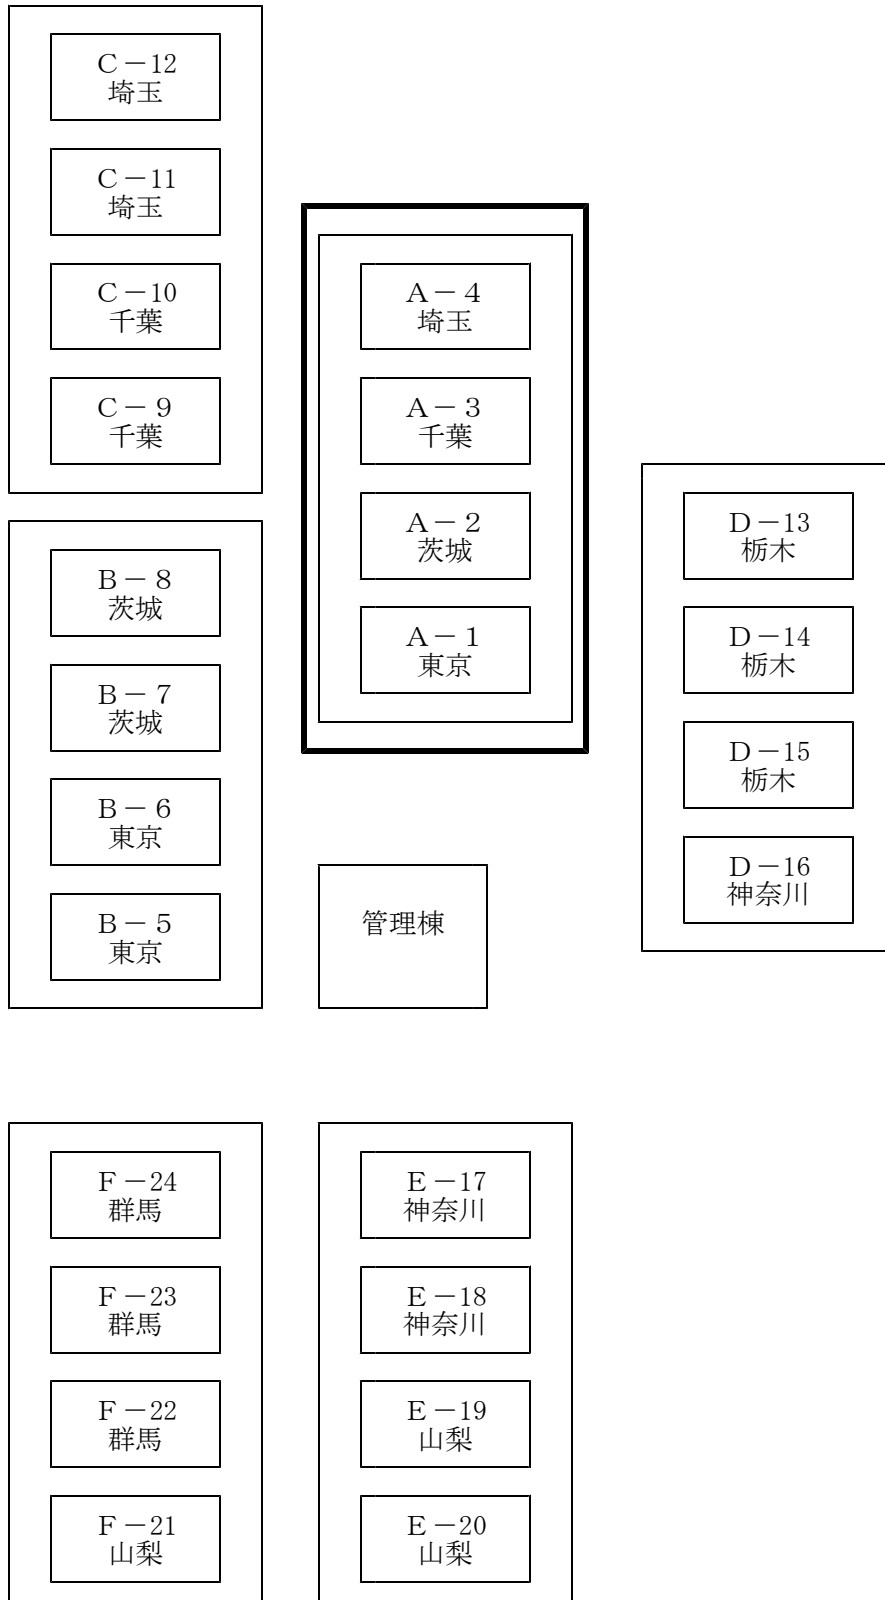 Ｃ－12
埼玉
Ｃ－11
埼玉
Ｃ－10
千葉
Ｃ－９
千葉
Ｂ－８
茨城
Ｂ－７
茨城
Ｂ－６
東京
Ｂ－５
東京
Ａ－４
埼玉
Ａ－３
千葉
Ａ－２
茨城
Ａ－１
東京
管理棟
Ｄ－13
栃木
Ｄ－14
栃木
Ｄ－15
栃木
Ｄ－16
神奈川
Ｆ－24
群馬
Ｆ－23
群馬
Ｆ－22
群馬
Ｆ－21
山梨
Ｅ－17
神奈川
Ｅ－18
神奈川
Ｅ－19
山梨
Ｅ－20
山梨